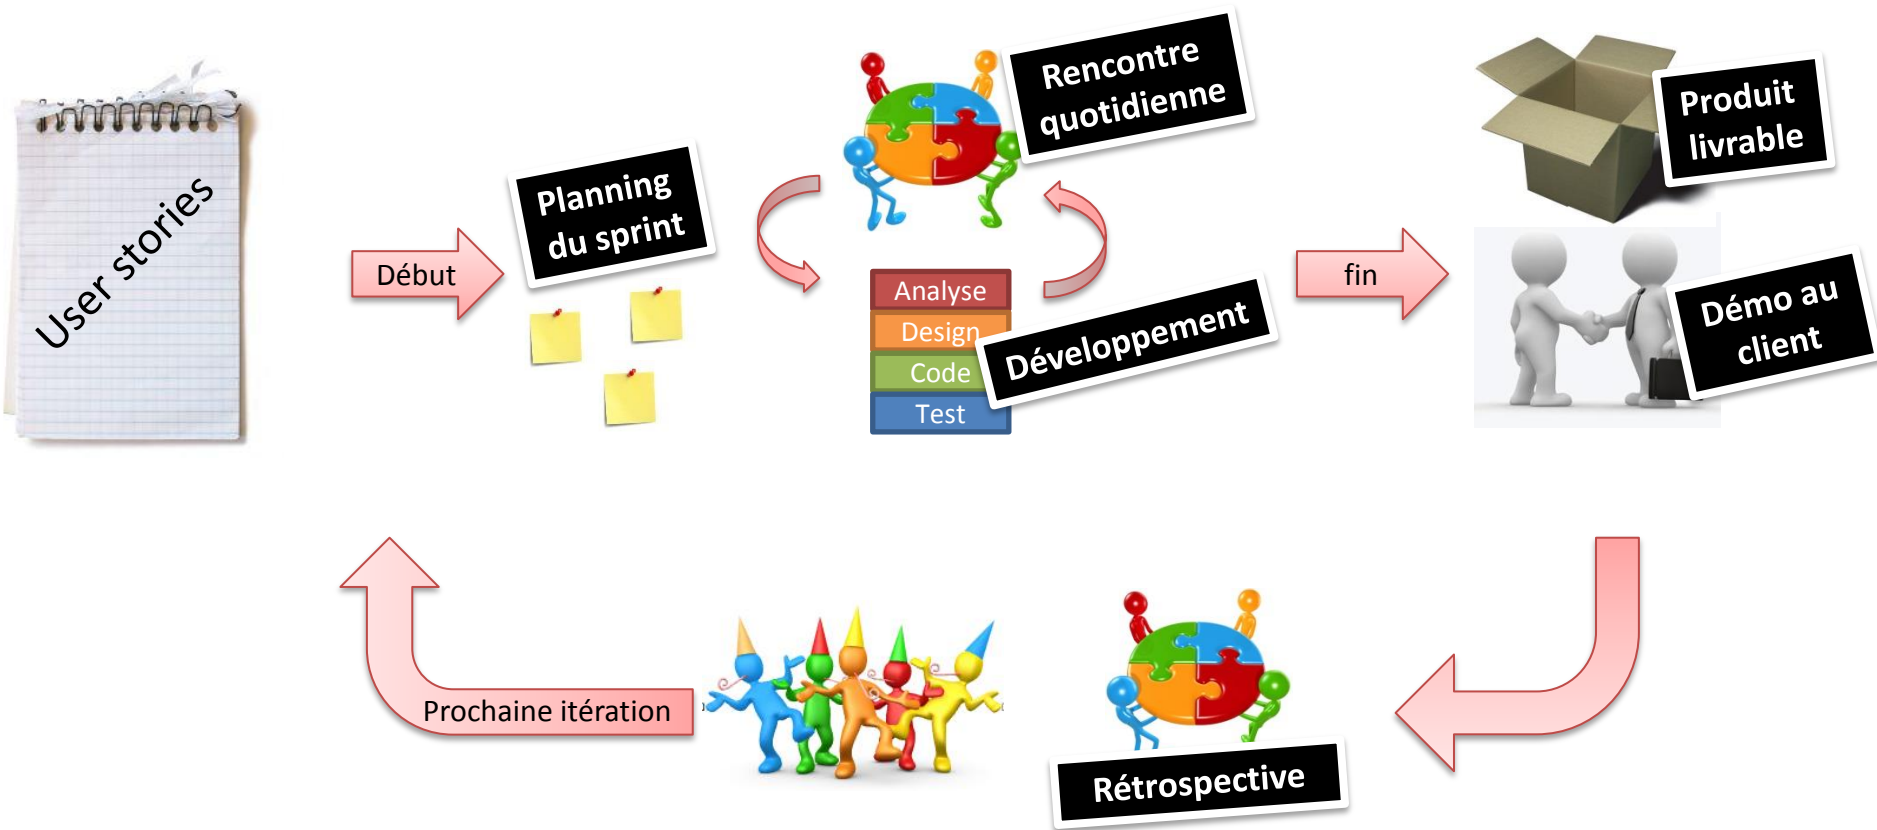 User stories
Début
Planning
du sprint
Rencontre
quotidienne
Analyse
Design
Code
Test
Développement
fin
Produit
livrable
Démo au
client
Rétrospective
Prochaine itération